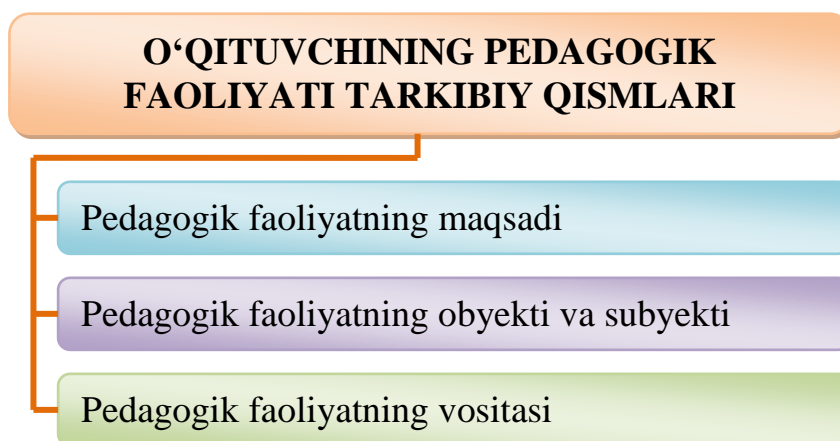 O‘QITUVCHINING PEDAGOGIK
FAOLIYATI TARKIBIY QISMLARI
Pedagogik faoliyatning maqsadi
Pedagogik faoliyatning obyekti va subyekti
Pedagogik faoliyatning vositasi